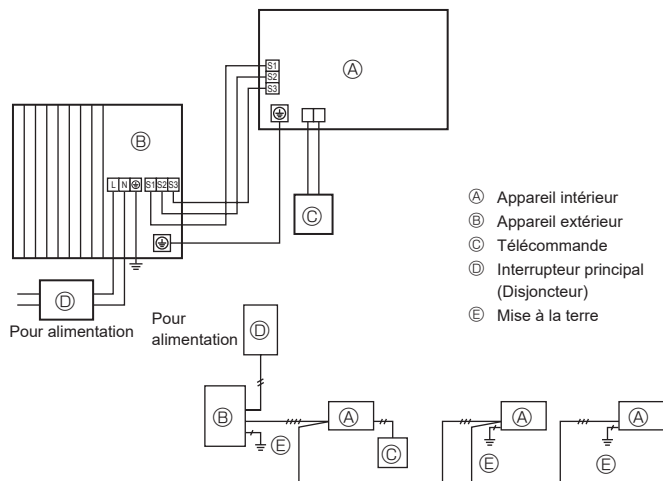 S1
S2
S3
Ⓐ
Ⓑ
L N S1 S2 S3
Ⓒ
Ⓓ
Pour alimentation
Ⓐ Appareil intérieur
Ⓑ Appareil extérieur
Ⓒ Télécommande
Ⓓ Interrupteur principal
(Disjoncteur)
Ⓔ Mise à la terre
Pour
alimentation
Ⓓ
Ⓑ
Ⓔ
Ⓐ
Ⓒ
Ⓐ
Ⓔ
Ⓐ
Ⓔ